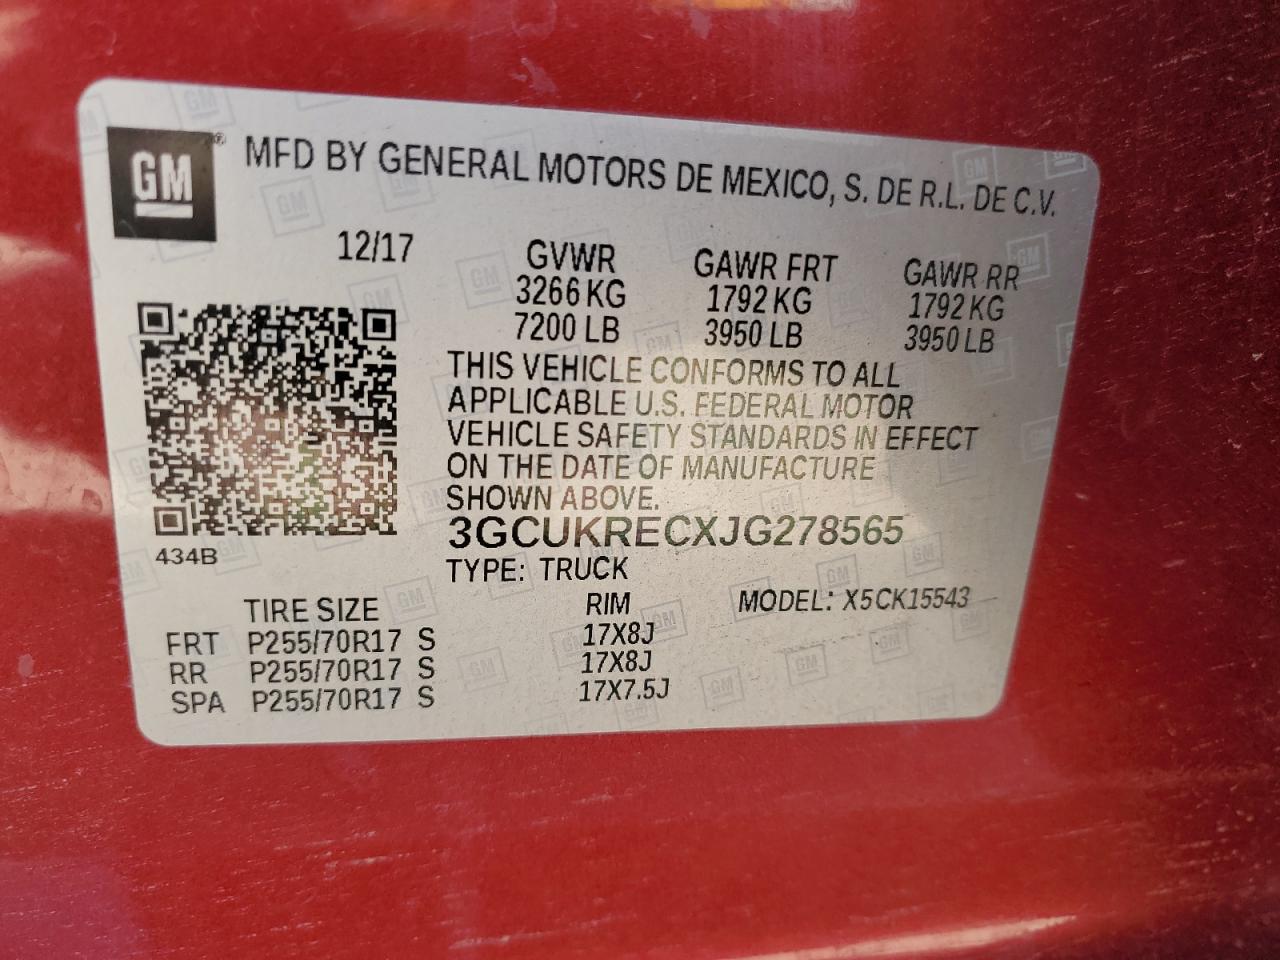 GM® MFD BY GENERAL MOTORS DE MEXICO, S. DE R.L. DE C.V.
12/17 GVWR GAWR FRT GAWR RR
3266 KG 1792 KG 1792 KG
7200 LB 3950 LB 3950 LB
THIS VEHICLE CONFORMS TO ALL
APPLICABLE U.S. FEDERAL MOTOR
VEHICLE SAFETY STANDARDS IN EFFECT
ON THE DATE OF MANUFACTURE
SHOWN ABOVE.
3GCUKRECXJG278565
434B
TYPE: TRUCK
TIRE SIZE RIM MODEL: X5CK15543
FRT P255/70R17 S 17X8J
RR P255/70R17 S 17X8J
SPA P255/70R17 S 17X7.5J